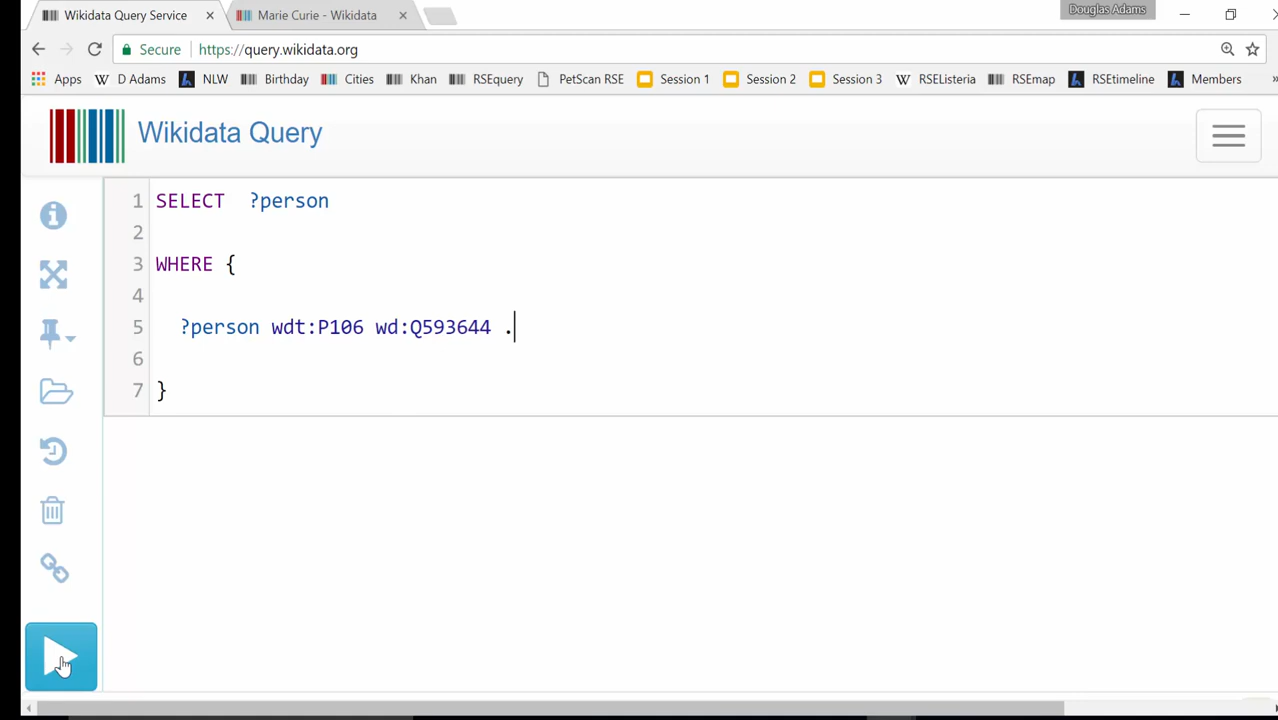 Wikidata Query Service × Marie Curie - Wikidata × Douglas Adams
Secure https://query.wikidata.org
Apps D Adams NLW Birthday Cities Khan RSEquery PetScan RSE Session 1 Session 2 Session 3 RSEListeria RSEmap RSEtimeline Members »
Wikidata Query
1 SELECT ?person
2
3 WHERE {
4
5 ?person wdt:P106 wd:Q593644 .
6
7 }